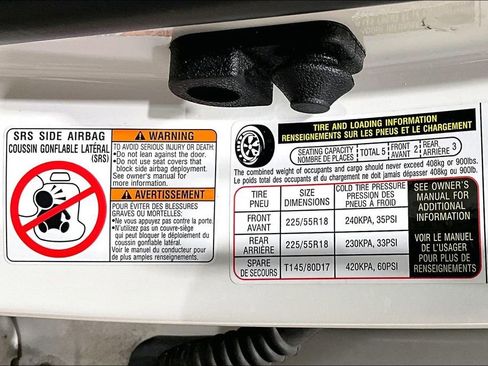 SRS SIDE AIRBAG
COUSSIN GONFLABLE LATÉRAL
(SRS)
WARNING
TO AVOID SERIOUS INJURY OR DEATH:
•Do not lean against the door.
•Do not use seat covers that
block side airbag deployment.
See owner's manual for
more information.
AVERTISSEMENT
POUR ÉVITER DES BLESSURES
GRAVES OU MORTELLES:
•Ne vous appuyez pas contre la porte.
•N'utilisez pas un couvre-siège
qui peut bloquer le déploiement du
coussin gonflable latéral.
Voir le manuel du conducteur pour
de plus amples renseignements.
TIRE AND LOADING INFORMATION
RENSEIGNEMENTS SUR LES PNEUS ET LE CHARGEMENT
SEATING CAPACITY
NOMBRE DE PLACES
TOTAL 5
FRONT
AVANT 2
REAR
ARRIÈRE 3
The combined weight of occupants and cargo should never exceed 408kg or 900lbs.
Le poids total des occupants et du chargement ne doit jamais dépasser 408kg ou 900lb.
TIRE
PNEU
SIZE
DIMENSIONS
COLD TIRE PRESSURE
PRESSION DES
PNEUS À FROID
FRONT
AVANT
225/55R18
240KPA, 35PSI
REAR
ARRIÈRE
225/55R18
230KPA, 33PSI
SPARE
DE SECOURS
T145/80D17
420KPA, 60PSI
SEE OWNER'S
MANUAL FOR
ADDITIONAL
INFORMATION
VOIR LE MANUEL
DE L'USAGER
POUR PLUS DE
RENSEIGNEMENTS